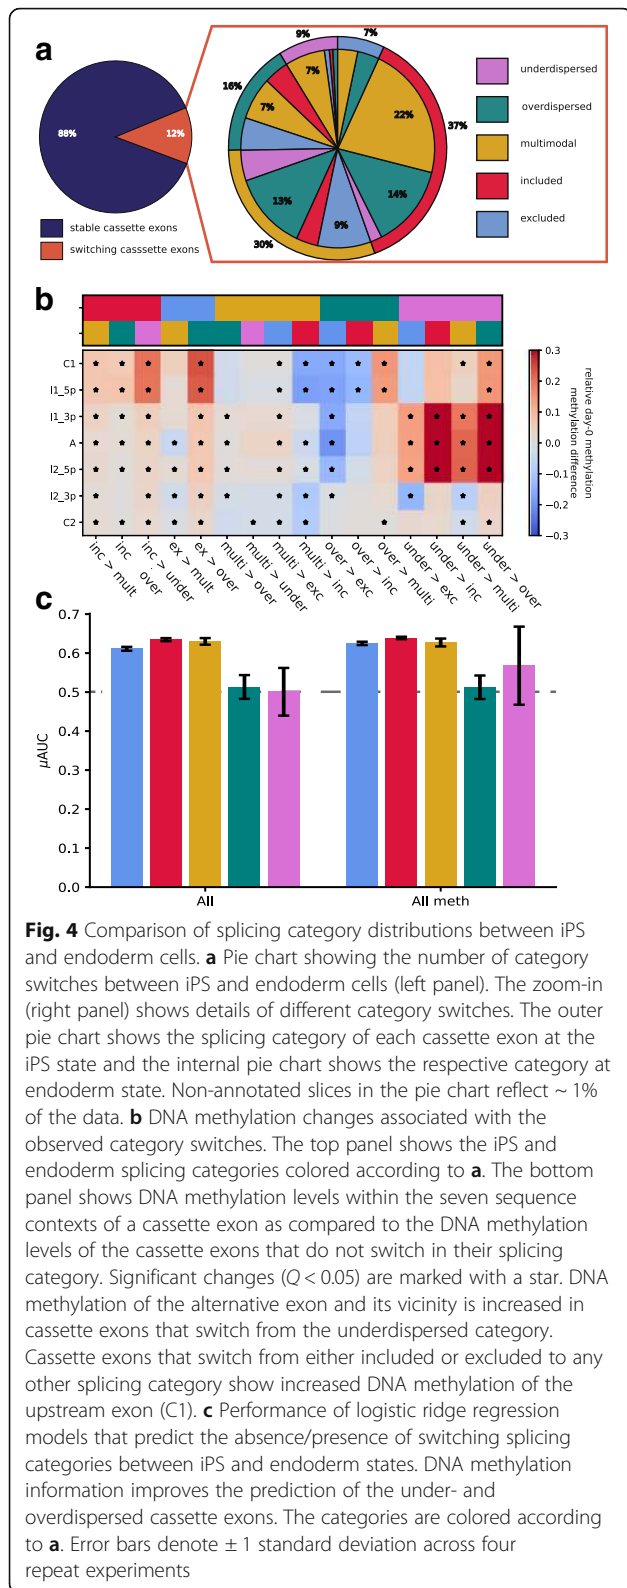 a
9%
7%
16%
7%
7%
22%
37%
88%
12%
13%
14%
9%
30%
underdispersed
overdispersed
multimodal
included
excluded
stable cassette exons
switching casssette exons
b
C1
I1_5p
I1_3p
A
I2_5p
I2_3p
C2
0.3
0.2
0.1
0.0
−0.1
−0.2
−0.3
relative day-0 methylation
methylation difference
inc > mult
inc > over
inc > under
ex > mult
ex > over
multi > over
multi > under
multi > exc
multi > inc
over > exc
over > inc
over > multi
under > exc
under > inc
under > multi
under > over
c
0.7
0.6
0.5
0.4
0.3
0.2
0.1
0.0
μAUC
All
All meth
Fig. 4 Comparison of splicing category distributions between iPS
and endoderm cells. a Pie chart showing the number of category
switches between iPS and endoderm cells (left panel). The zoom-in
(right panel) shows details of different category switches. The outer
pie chart shows the splicing category of each cassette exon at the
iPS state and the internal pie chart shows the respective category at
endoderm state. Non-annotated slices in the pie chart reflect ~ 1%
of the data. b DNA methylation changes associated with the
observed category switches. The top panel shows the iPS and
endoderm splicing categories colored according to a. The bottom
panel shows DNA methylation levels within the seven sequence
contexts of a cassette exon as compared to the DNA methylation
levels of the cassette exons that do not switch in their splicing
category. Significant changes (Q < 0.05) are marked with a star. DNA
methylation of the alternative exon and its vicinity is increased in
cassette exons that switch from the underdispersed category.
Cassette exons that switch from either included or excluded to any
other splicing category show increased DNA methylation of the
upstream exon (C1). c Performance of logistic ridge regression
models that predict the absence/presence of switching splicing
categories between iPS and endoderm states. DNA methylation
information improves the prediction of the under- and
overdispersed cassette exons. The categories are colored according
to a. Error bars denote ± 1 standard deviation across four
repeat experiments